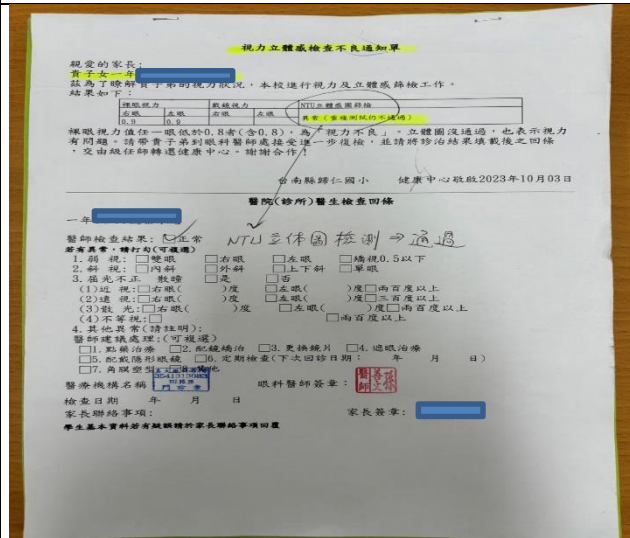 視力立體感檢查不良通知單
親愛的家長:
貴子女一年
茲為了瞭解貴子弟的視力狀況,本校進行視力及立體感篩檢工作。
結果如下:
裸眼視力 戴鏡視力 NTU立體感圖篩檢
右眼 左眼 右眼 左眼 異常(重複測試仍不通過)
0.9 0.9
裸眼視力值任一眼低於0.8者(含0.8),為「視力不良」。立體圖沒通過,也表示視力
有問題。請帶貴子弟到眼科醫師處接受進一步複檢,並請將診治結果填載後之回條
,交由級任師轉還健康中心。謝謝合作!
台南縣歸仁國小 健康中心敬啟2023年10月03日
醫院(診所)醫生檢查回條
一年
醫師檢查結果:☑正常 NTU立体圖檢測⇒通過
若有異常,請打勾(可複選)
1. 弱 視:□雙眼 □右眼 □左眼 □矯視0.5以下
2. 斜 視:□內斜 □外斜 □上下斜 □單眼
3. 屈光不正 散瞳 □是 □否
(1)近 視:□右眼( )度 □左眼( )度□兩百度以上
(2)遠 視:□右眼( )度 □左眼( )度□三百度以上
(3)散 光:□右眼( )度 □左眼( )度□兩百度以上
(4)不等視:□ □兩百度以上
4. 其他異常(請註明):
醫師建議處理:(可複選)
□1. 點藥治療 □2. 配鏡矯治 □3. 更換鏡片 □4. 遮眼治療
□5. 配戴隱形眼鏡 □6. 定期檢查(下次回診日期: 年 月 日)
□7. 角膜塑型 其他
醫療機構名稱 門診章 眼科醫師簽章: 醫師
檢查日期 年 月 日
家長聯絡事項: 家長簽章:
學生基本資料若有疑誤請於家長聯絡事項回覆